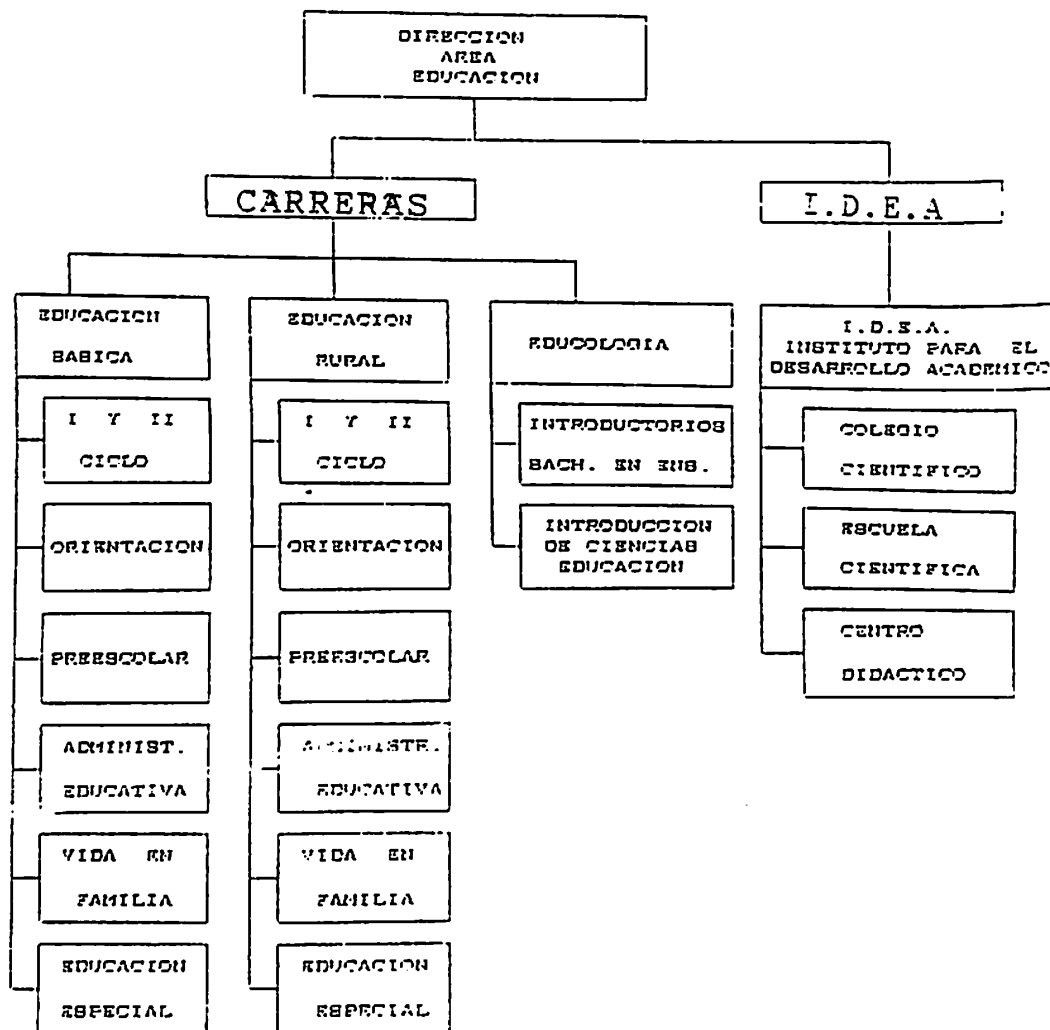 DIRECCION
AREA
EDUCACION
CARRERAS
I.D.E.A
EDUCACION
BASICA
I Y II
CICLO
ORIENTACION
PREESCOLAR
ADMINIST.
EDUCATIVA
VIDA EN
FAMILIA
EDUCACION
ESPECIAL
EDUCACION
RURAL
I Y II
CICLO
ORIENTACION
PREESCOLAR
ADMINISTR.
EDUCATIVA
VIDA EN
FAMILIA
EDUCACION
ESPECIAL
EDUCOLOGIA
INTRODUCTORIOS
BACH. EN ENS.
INTRODUCCION
DE CIENCIAS
EDUCACION
I.D.E.A.
INSTITUTO PARA EL
DESARROLLO ACADEMICO
COLEGIO
CIENTIFICO
ESCUELA
CIENTIFICA
CENTRO
DIDACTICO